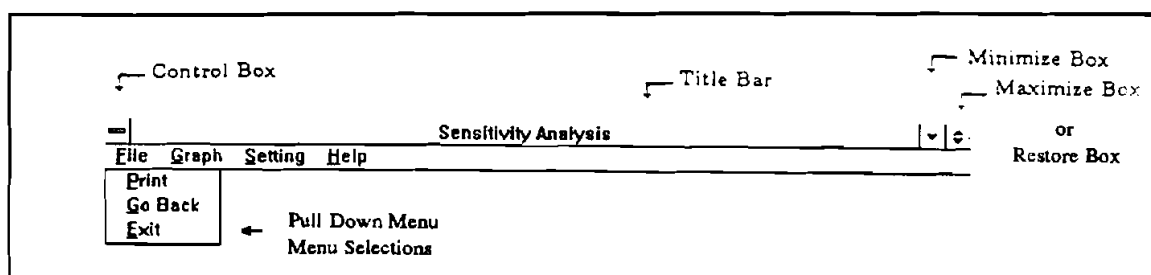 Control Box
Title Bar
Minimize Box
Maximize Box
or
Restore Box
Sensitivity Analysis
File Graph Setting Help
Print
Go Back
Exit
Pull Down Menu
Menu Selections